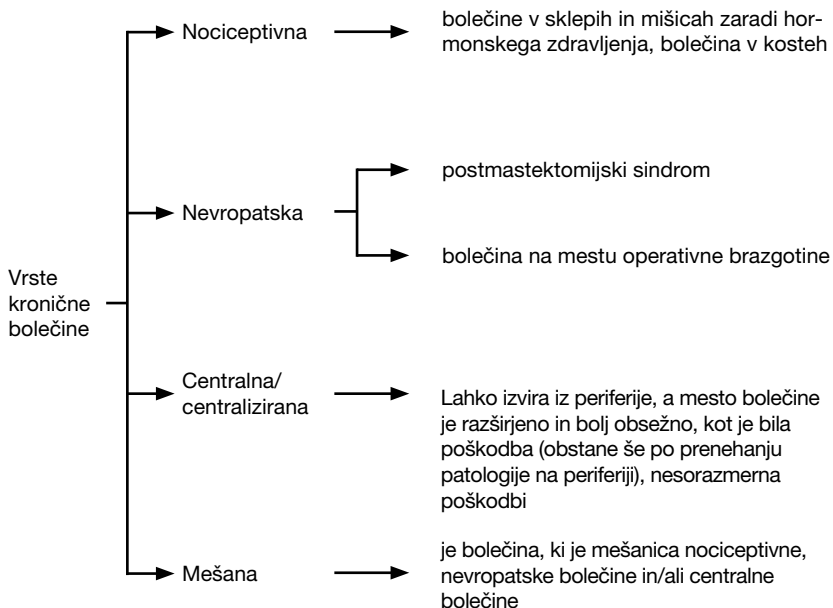 Vrste
kronične
bolečine
Nociceptivna
bolečine v sklepih in mišicah zaradi hor-
monskega zdravljenja, bolečina v kosteh
Nevropatska
postmastektomijski sindrom
bolečina na mestu operativne brazgotine
Centralna/
centralizirana
Lahko izvira iz periferije, a mesto bolečine
je razširjeno in bolj obsežno, kot je bila
poškodba (obstane še po prenehanju
patologije na periferiji), nesorazmerna
poškodbi
Mešana
je bolečina, ki je mešanica nociceptivne,
nevropatske bolečine in/ali centralne
bolečine